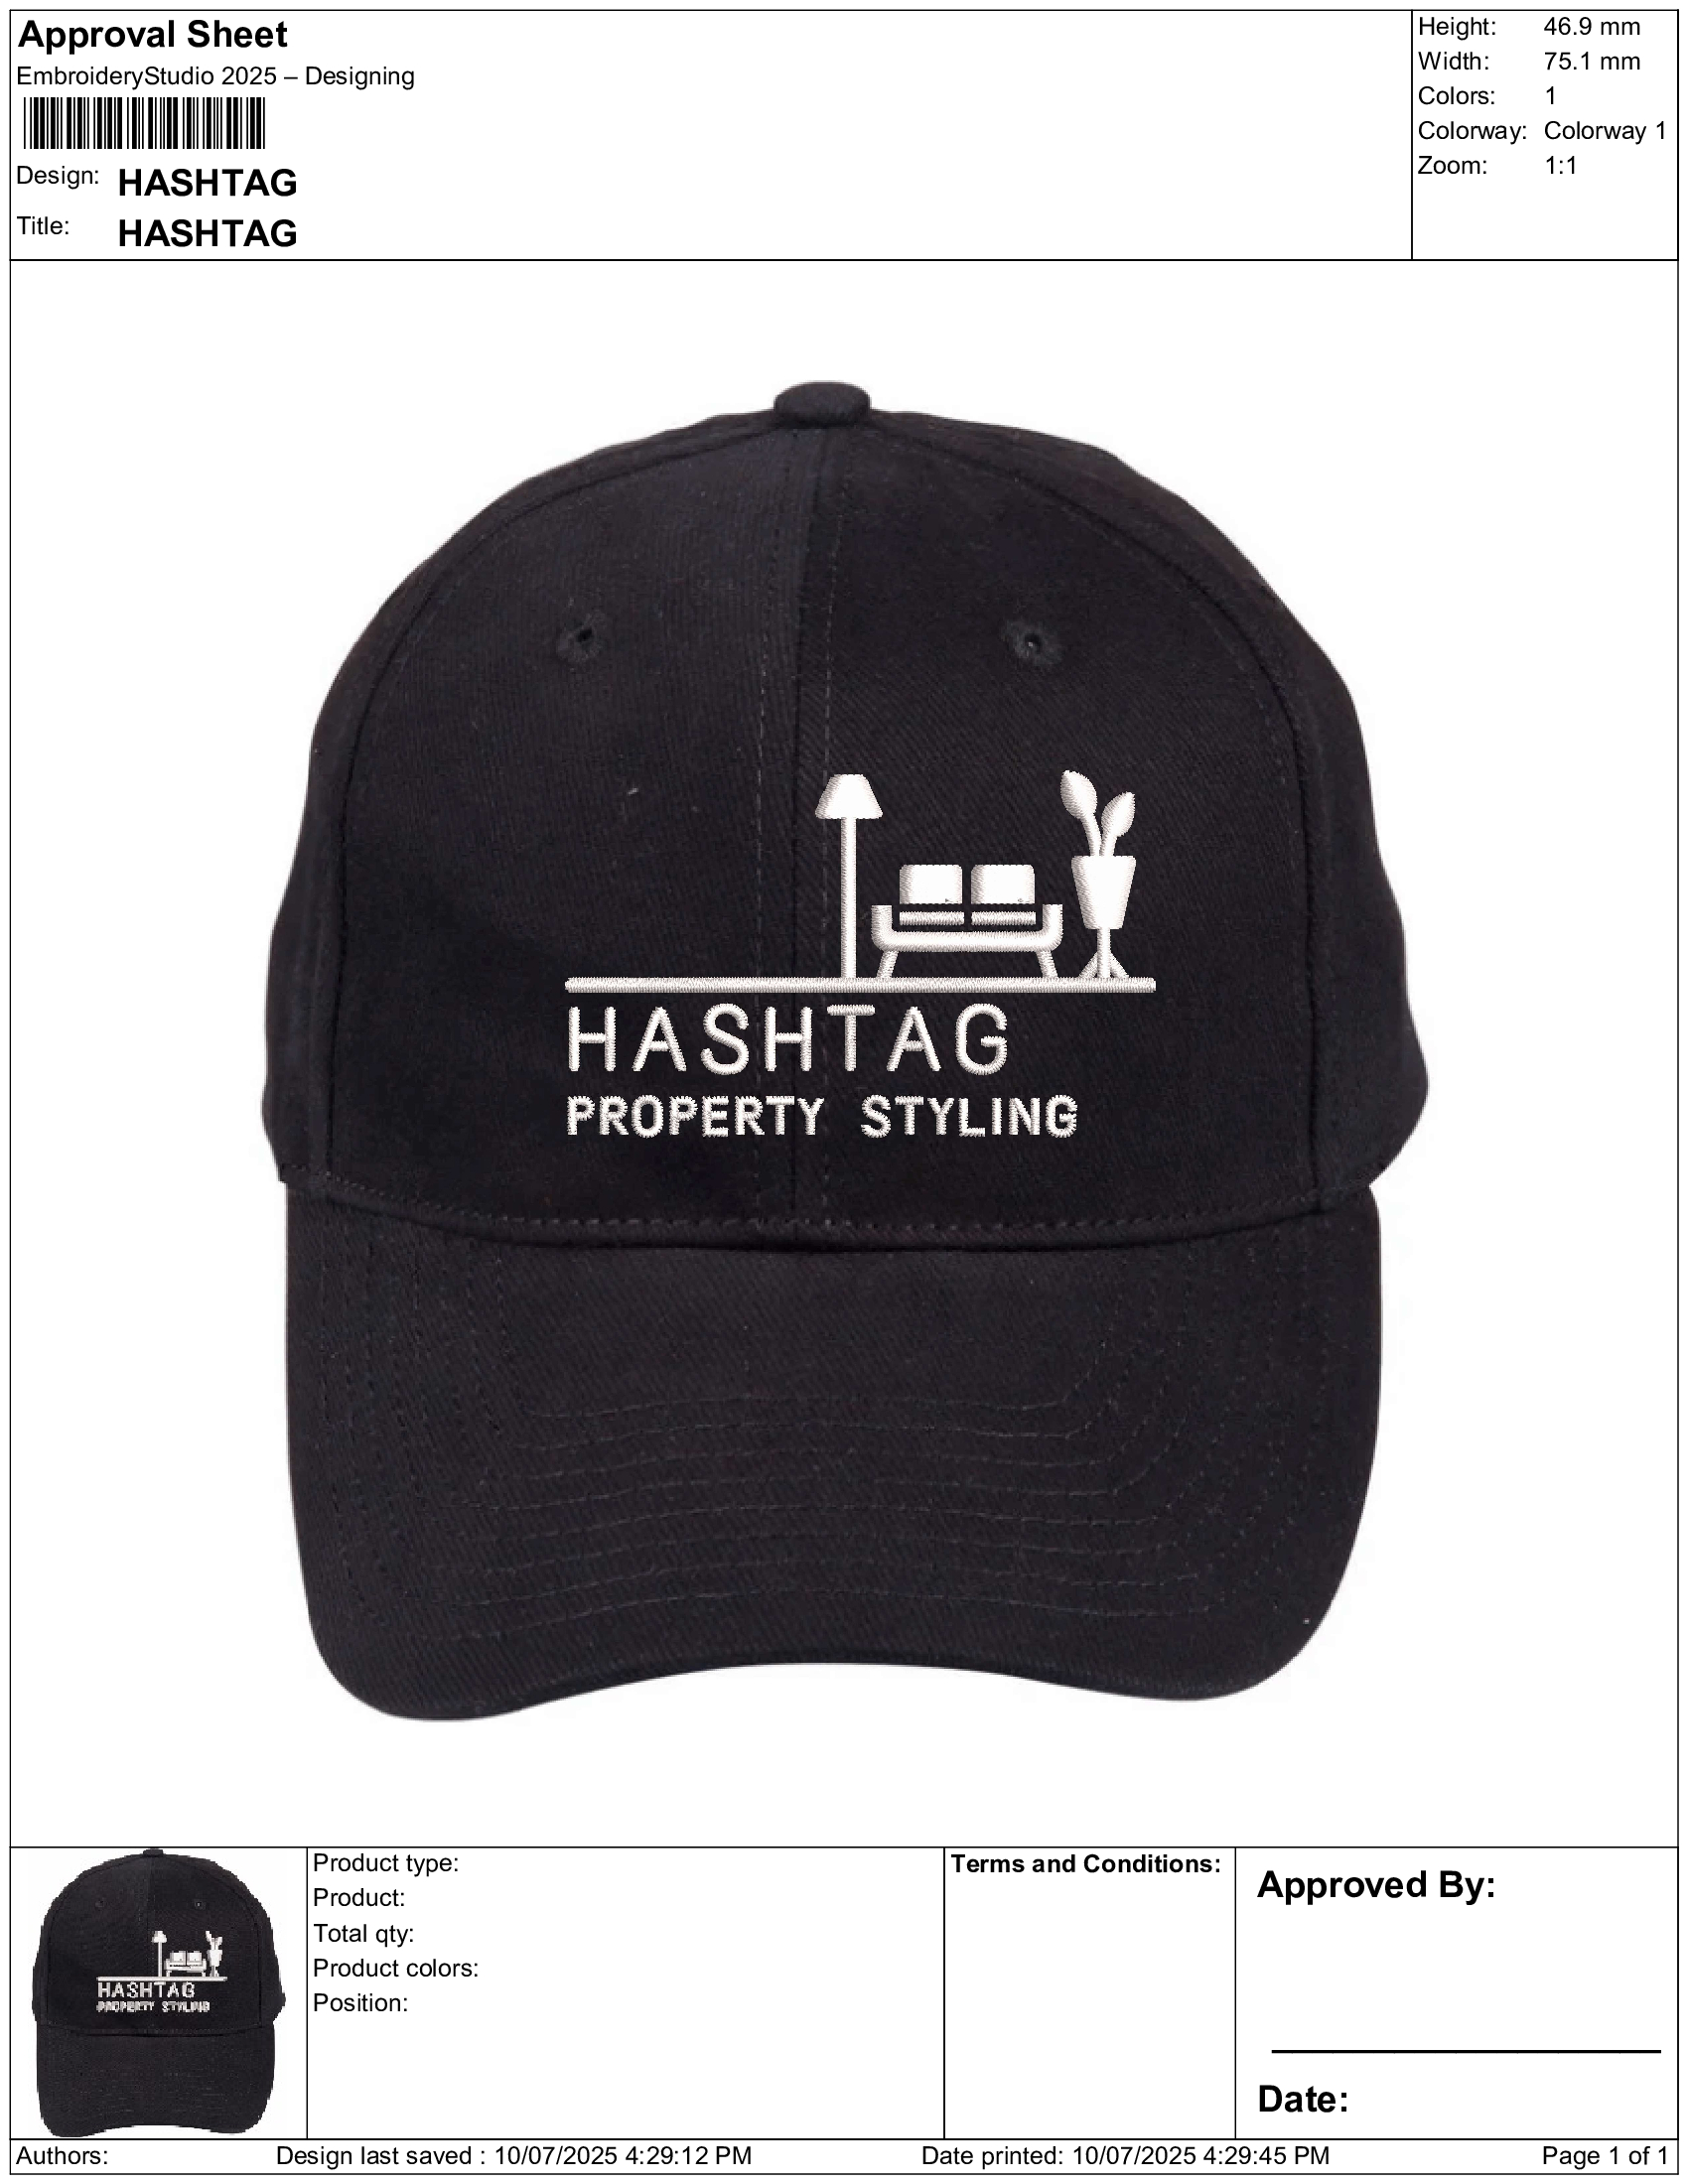 Approval Sheet
EmbroideryStudio 2025 – Designing
Design: HASHTAG
Title: HASHTAG
Height: 46.9 mm
Width: 75.1 mm
Colors: 1
Colorway: Colorway 1
Zoom: 1:1
HASHTAG
PROPERTY STYLING
HASHTAG
PROPERTY STYLING
Product type:
Product:
Total qty:
Product colors:
Position:
Terms and Conditions:
Approved By:
Date:
Authors:
Design last saved : 10/07/2025 4:29:12 PM
Date printed: 10/07/2025 4:29:45 PM
Page 1 of 1